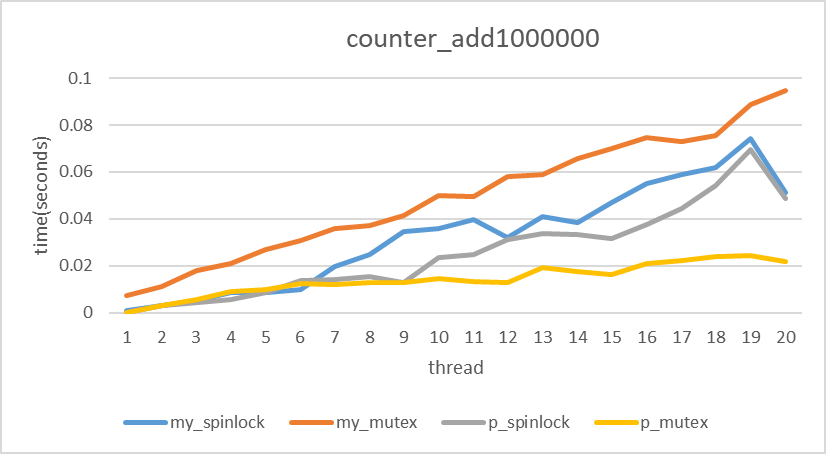 counter_add1000000
0.1
0.08
0.06
0.04
0.02
0
time(seconds)
1 2 3 4 5 6 7 8 9 10 11 12 13 14 15 16 17 18 19 20
thread
my_spinlock my_mutex p_spinlock p_mutex